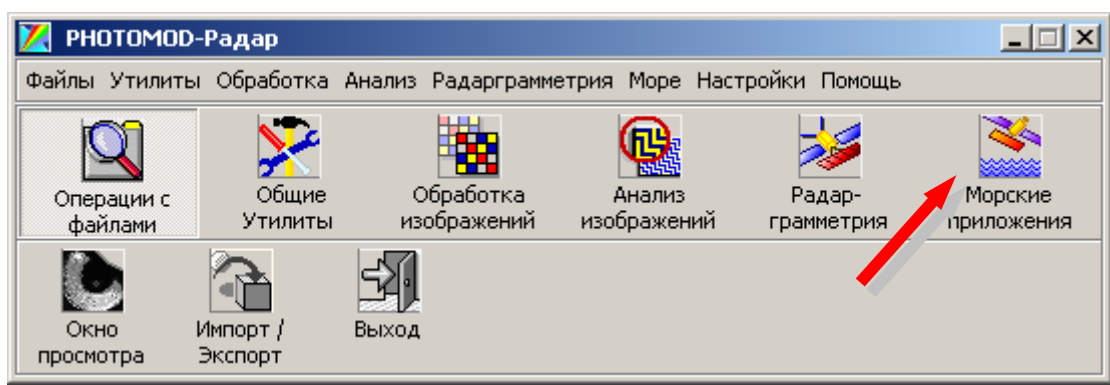 PHOTOMOD-Радар
Файлы Утилиты Обработка Анализ Радарграмметрия Море Настройки Помощь
Операции с
файлами
Общие
Утилиты
Обработка
изображений
Анализ
изображений
Радар-
грамметрия
Морские
приложения
Окно
просмотра
Импорт /
Экспорт
Выход